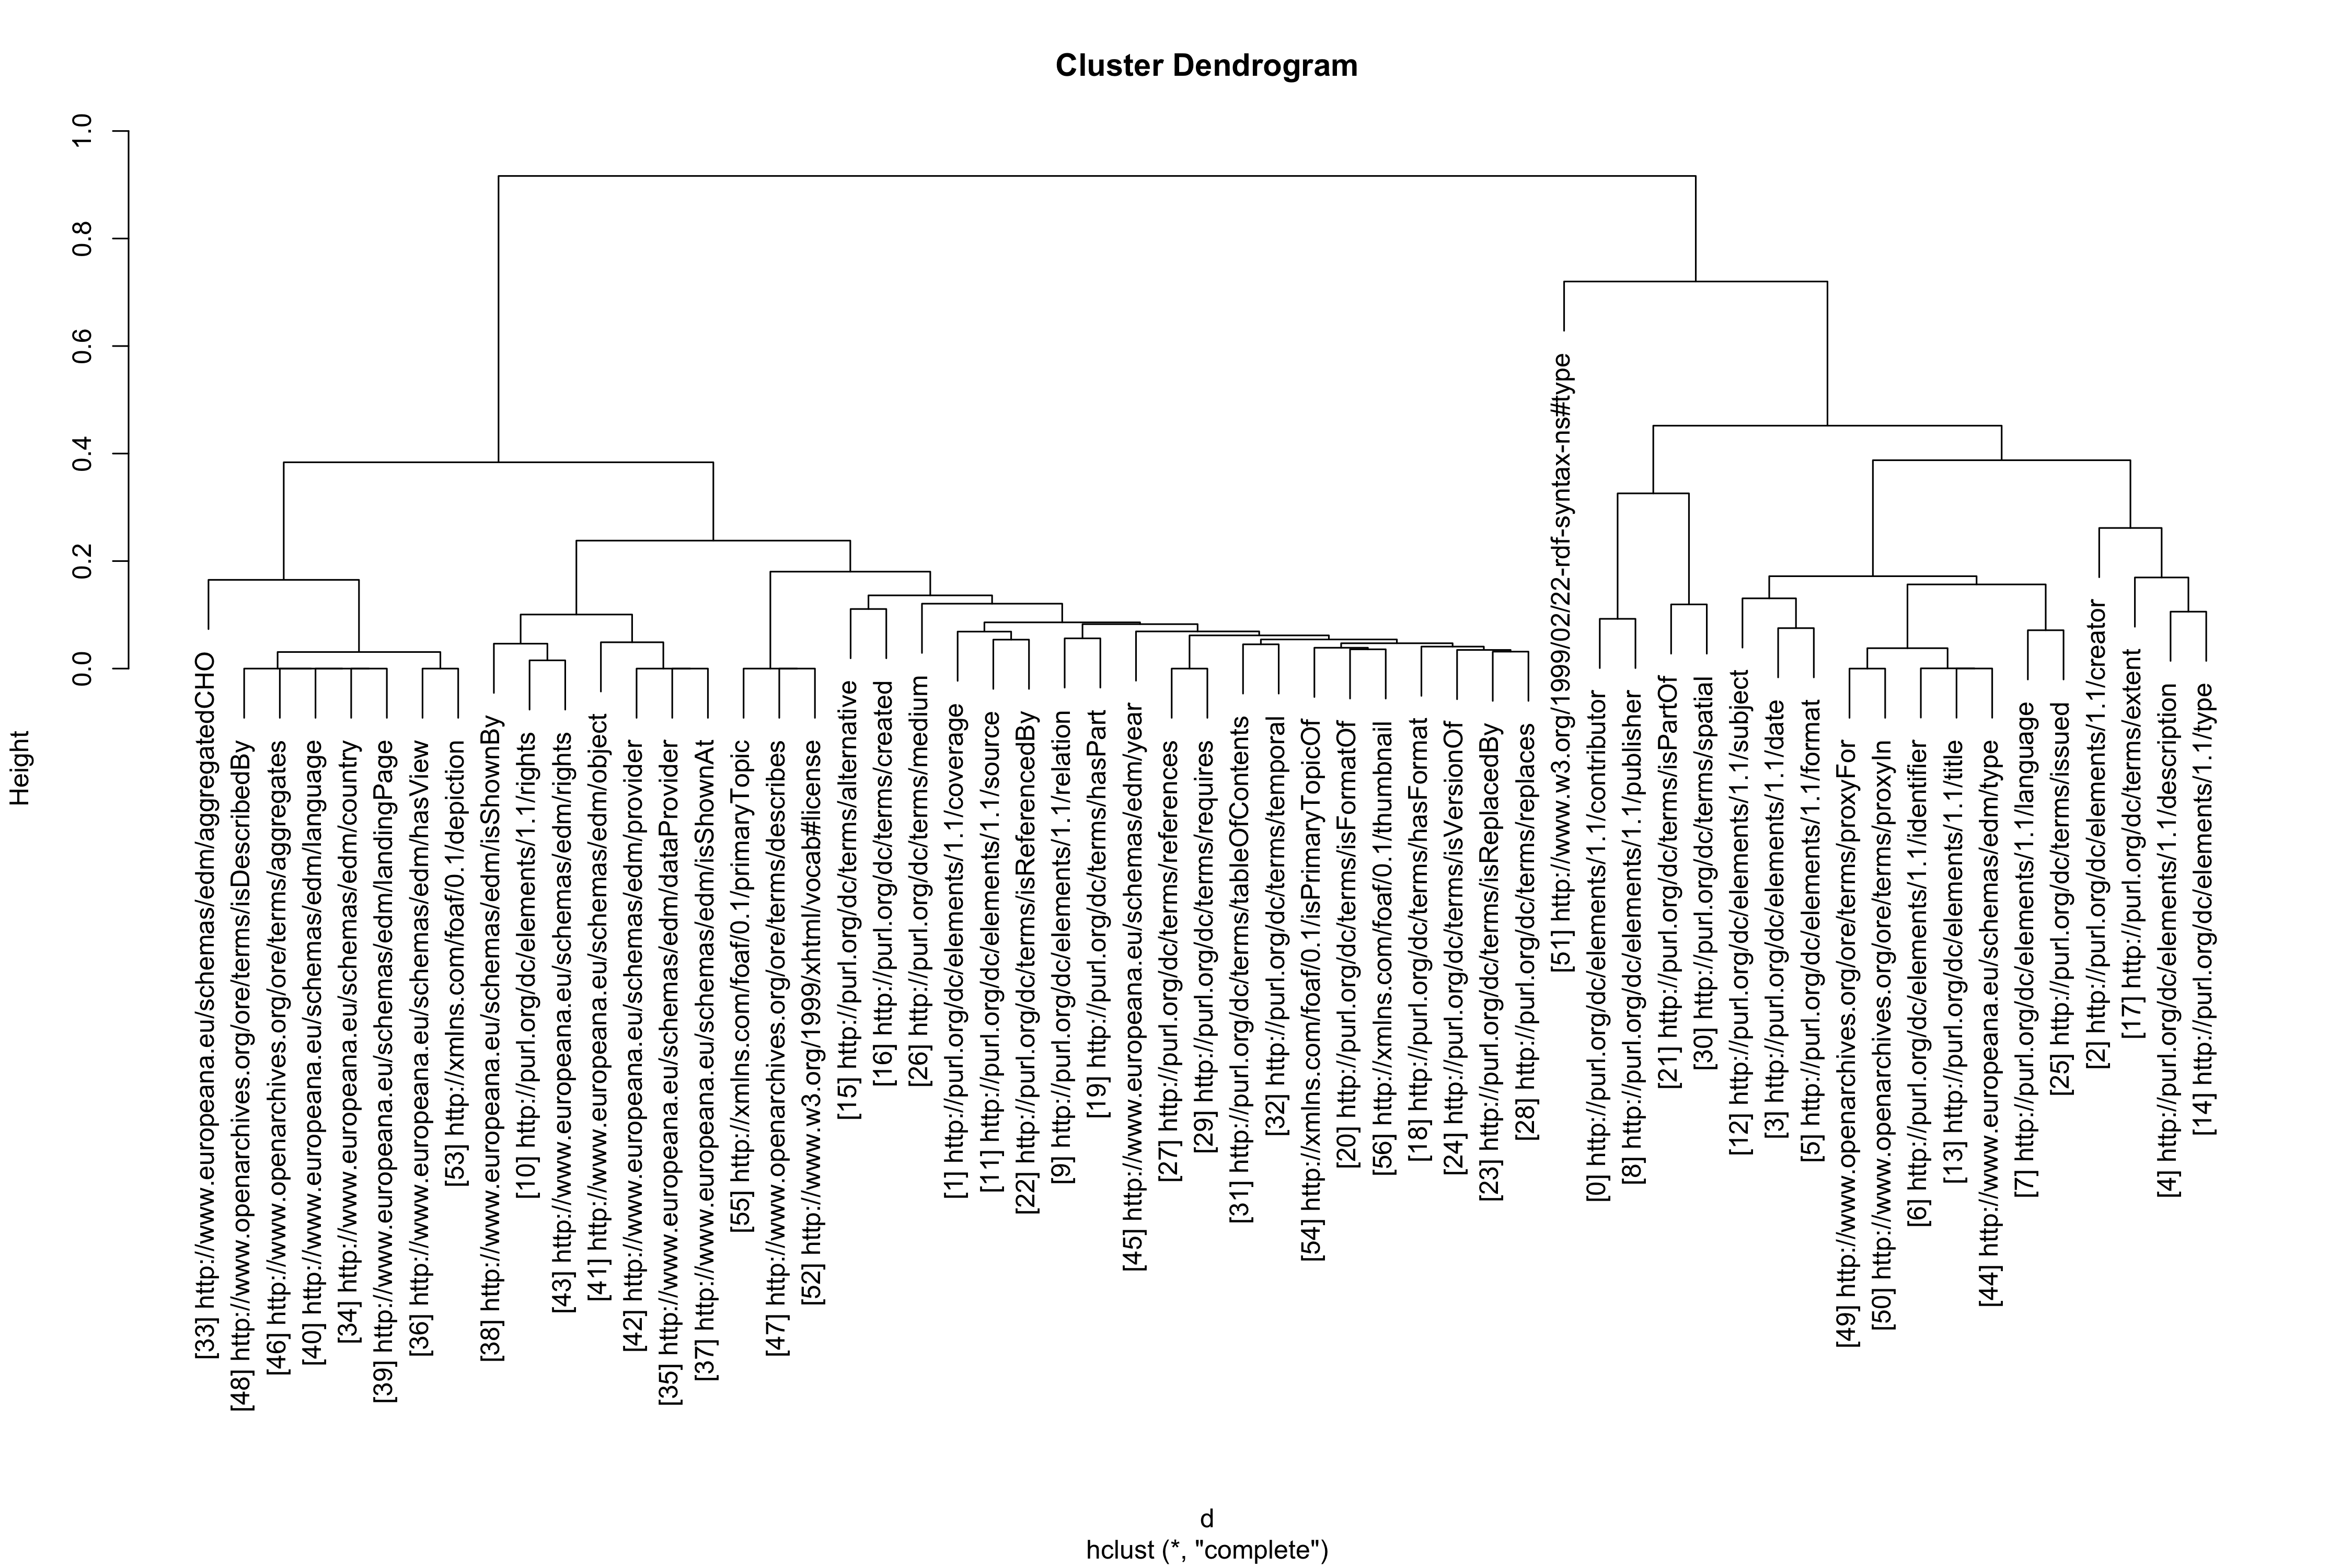 Cluster Dendrogram
Height
1.0
0.8
0.6
0.4
0.2
0.0
[33] http://www.europeana.eu/schemas/edm/aggregatedCHO
[48] http://www.openarchives.org/ore/terms/isDescribedBy
[46] http://www.openarchives.org/ore/terms/aggregates
[40] http://www.europeana.eu/schemas/edm/language
[34] http://www.europeana.eu/schemas/edm/country
[39] http://www.europeana.eu/schemas/edm/landingPage
[36] http://www.europeana.eu/schemas/edm/hasView
[53] http://xmlns.com/foaf/0.1/depiction
[38] http://www.europeana.eu/schemas/edm/isShownBy
[10] http://purl.org/dc/elements/1.1/rights
[43] http://www.europeana.eu/schemas/edm/rights
[41] http://www.europeana.eu/schemas/edm/object
[42] http://www.europeana.eu/schemas/edm/provider
[35] http://www.europeana.eu/schemas/edm/dataProvider
[37] http://www.europeana.eu/schemas/edm/isShownAt
[55] http://xmlns.com/foaf/0.1/primaryTopic
[47] http://www.openarchives.org/ore/terms/describes
[52] http://www.w3.org/1999/xhtml/vocab#license
[15] http://purl.org/dc/terms/alternative
[16] http://purl.org/dc/terms/created
[26] http://purl.org/dc/terms/medium
[1] http://purl.org/dc/elements/1.1/coverage
[11] http://purl.org/dc/elements/1.1/source
[22] http://purl.org/dc/terms/isReferencedBy
[9] http://purl.org/dc/elements/1.1/relation
[19] http://purl.org/dc/terms/hasPart
[45] http://www.europeana.eu/schemas/edm/year
[27] http://purl.org/dc/terms/references
[29] http://purl.org/dc/terms/requires
[31] http://purl.org/dc/terms/tableOfContents
[32] http://purl.org/dc/terms/temporal
[54] http://xmlns.com/foaf/0.1/isPrimaryTopicOf
[20] http://purl.org/dc/terms/isFormatOf
[56] http://xmlns.com/foaf/0.1/thumbnail
[18] http://purl.org/dc/terms/hasFormat
[24] http://purl.org/dc/terms/isVersionOf
[23] http://purl.org/dc/terms/isReplacedBy
[28] http://purl.org/dc/terms/replaces
[51] http://www.w3.org/1999/02/22-rdf-syntax-ns#type
[0] http://purl.org/dc/elements/1.1/contributor
[8] http://purl.org/dc/elements/1.1/publisher
[21] http://purl.org/dc/terms/isPartOf
[30] http://purl.org/dc/terms/spatial
[12] http://purl.org/dc/elements/1.1/subject
[3] http://purl.org/dc/elements/1.1/date
[5] http://purl.org/dc/elements/1.1/format
[49] http://www.openarchives.org/ore/terms/proxyFor
[50] http://www.openarchives.org/ore/terms/proxyIn
[6] http://purl.org/dc/elements/1.1/identifier
[13] http://purl.org/dc/elements/1.1/title
[44] http://www.europeana.eu/schemas/edm/type
[7] http://purl.org/dc/elements/1.1/language
[25] http://purl.org/dc/terms/issued
[2] http://purl.org/dc/elements/1.1/creator
[17] http://purl.org/dc/terms/extent
[4] http://purl.org/dc/elements/1.1/description
[14] http://purl.org/dc/elements/1.1/type
d
hclust (*, "complete")